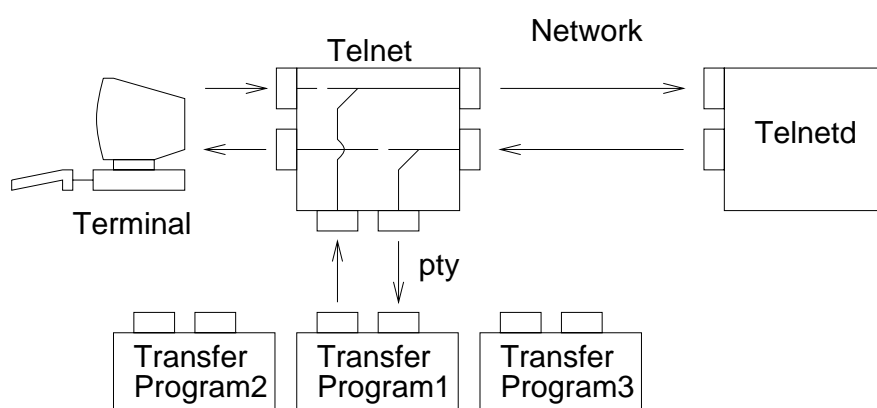 Network
Telnet
Telnetd
Terminal
pty
Transfer
Program2
Transfer
Program1
Transfer
Program3